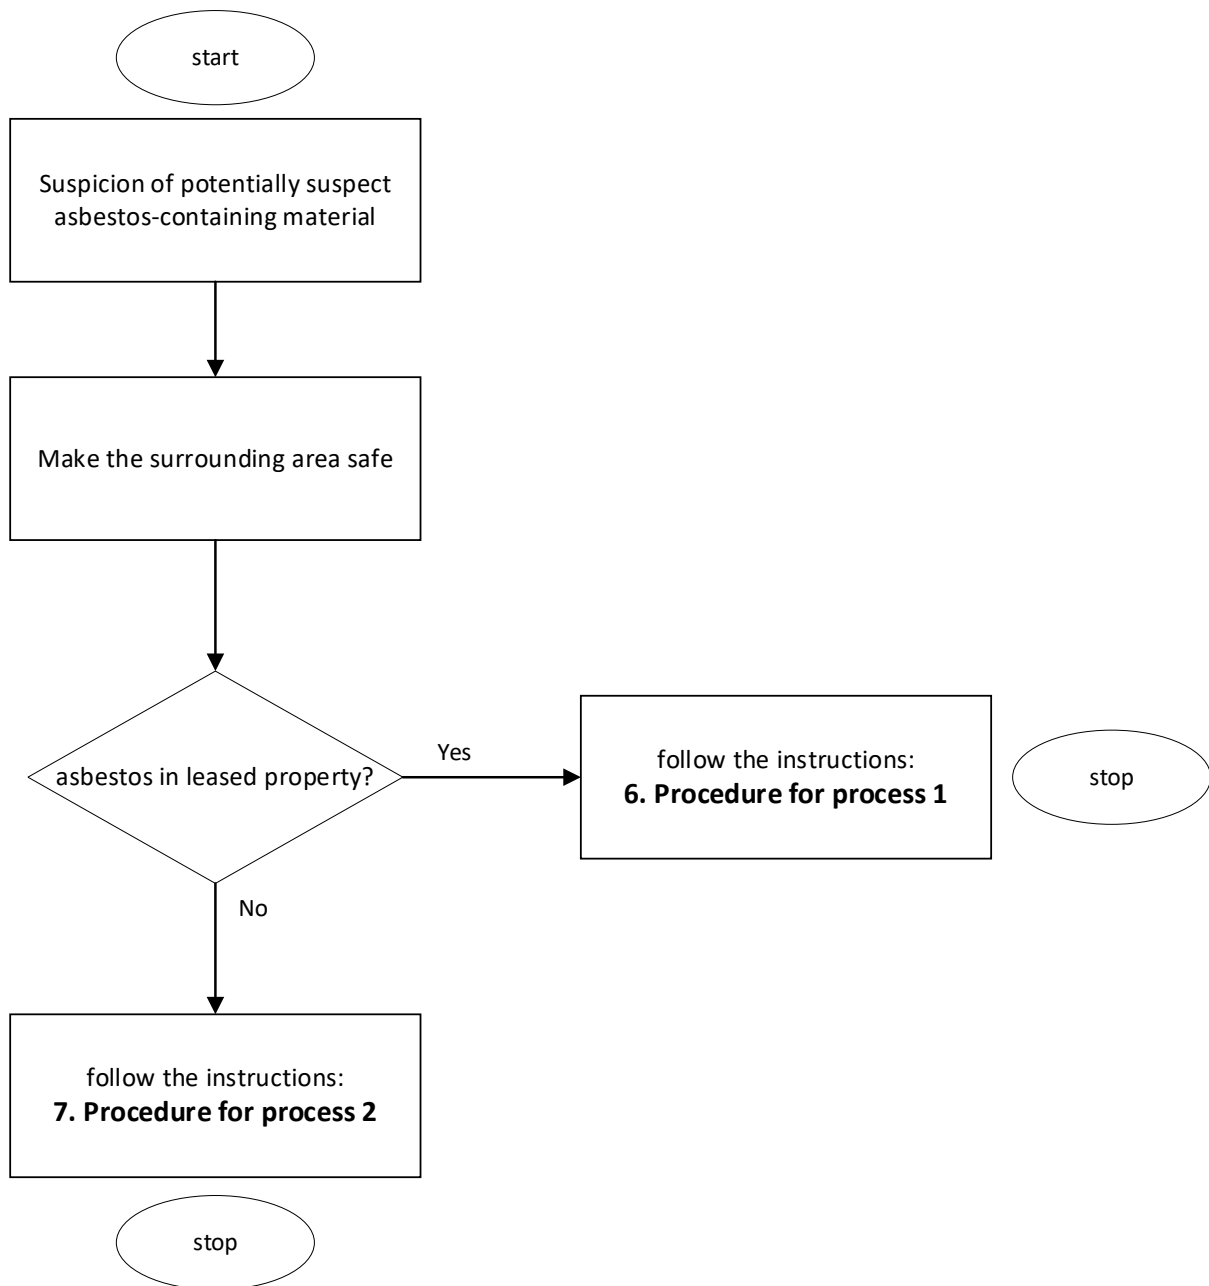 start
Suspicion of potentially suspect
asbestos-containing material
Make the surrounding area safe
asbestos in leased property?
Yes
follow the instructions:
6. Procedure for process 1
stop
No
follow the instructions:
7. Procedure for process 2
stop